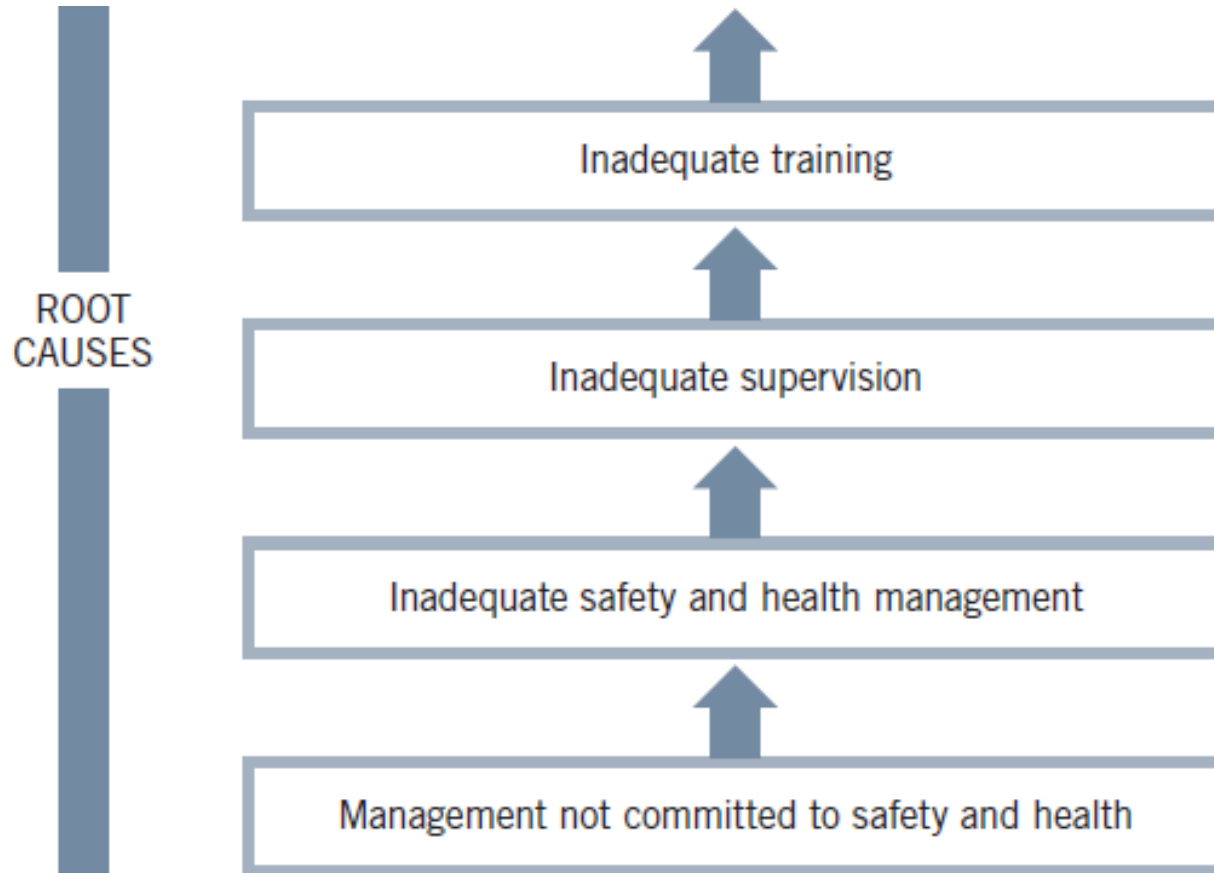 Inadequate training
ROOT
CAUSES
Inadequate supervision
Inadequate safety and health management
Management not committed to safety and health